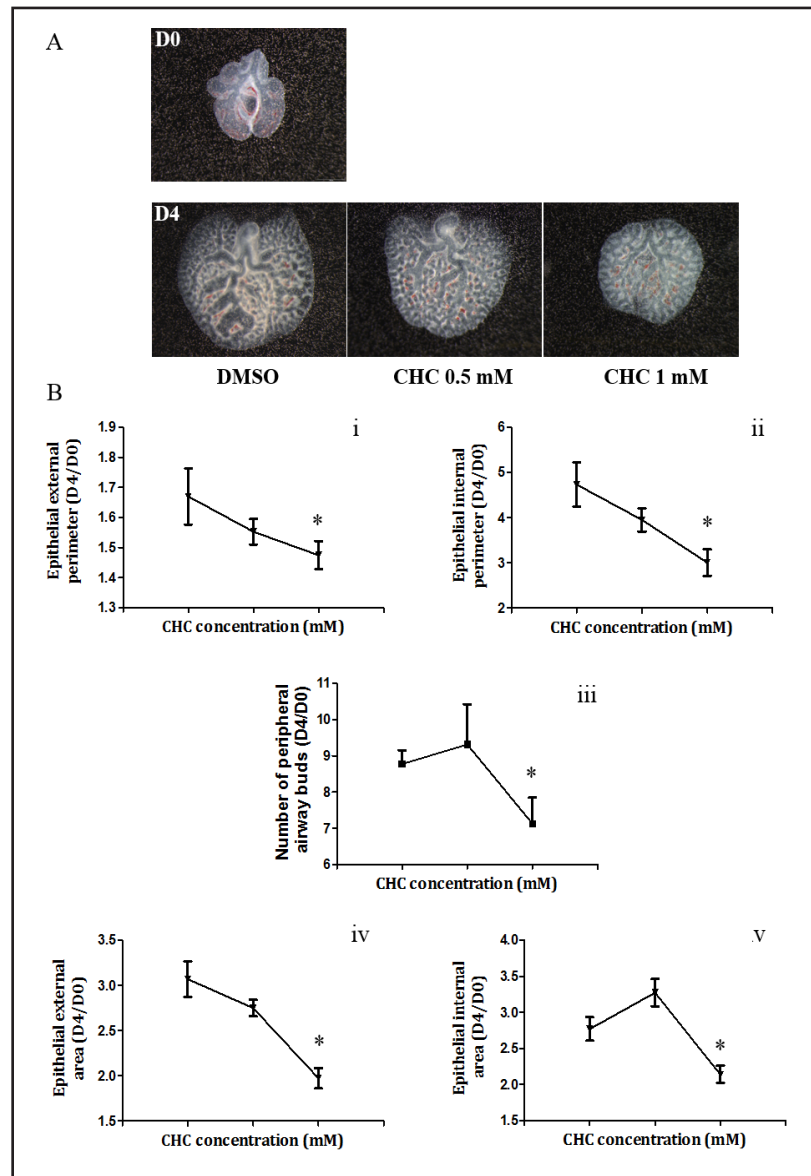 A
D0
D4
DMSO
CHC 0.5 mM
CHC 1 mM
B
i
Epithelial external
perimeter (D4/D0)
1.9
1.8
1.7
1.6
1.5
1.4
1.3
*
CHC concentration (mM)
ii
Epithelial internal
perimeter (D4/D0)
6
5
4
3
2
*
CHC concentration (mM)
iii
Number of peripheral
airway buds (D4/D0)
11
10
9
8
7
6
*
CHC concentration (mM)
iv
Epithelial external
area (D4/D0)
3.5
3.0
2.5
2.0
1.5
*
CHC concentration (mM)
v
Epithelial internal
area (D4/D0)
4.0
3.5
3.0
2.5
2.0
1.5
*
CHC concentration (mM)